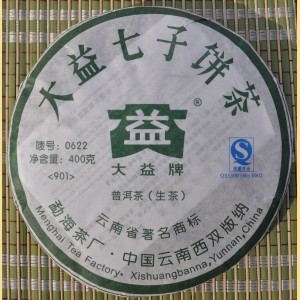 大益七子饼茶
益®
大益牌
普洱茶（生茶）
唛号：0622
净含量：400克
<901>
云南省著名商标
勐海茶厂·中国云南西双版纳
Menghai Tea Factory · Xishuangbanna, Yunnan, China